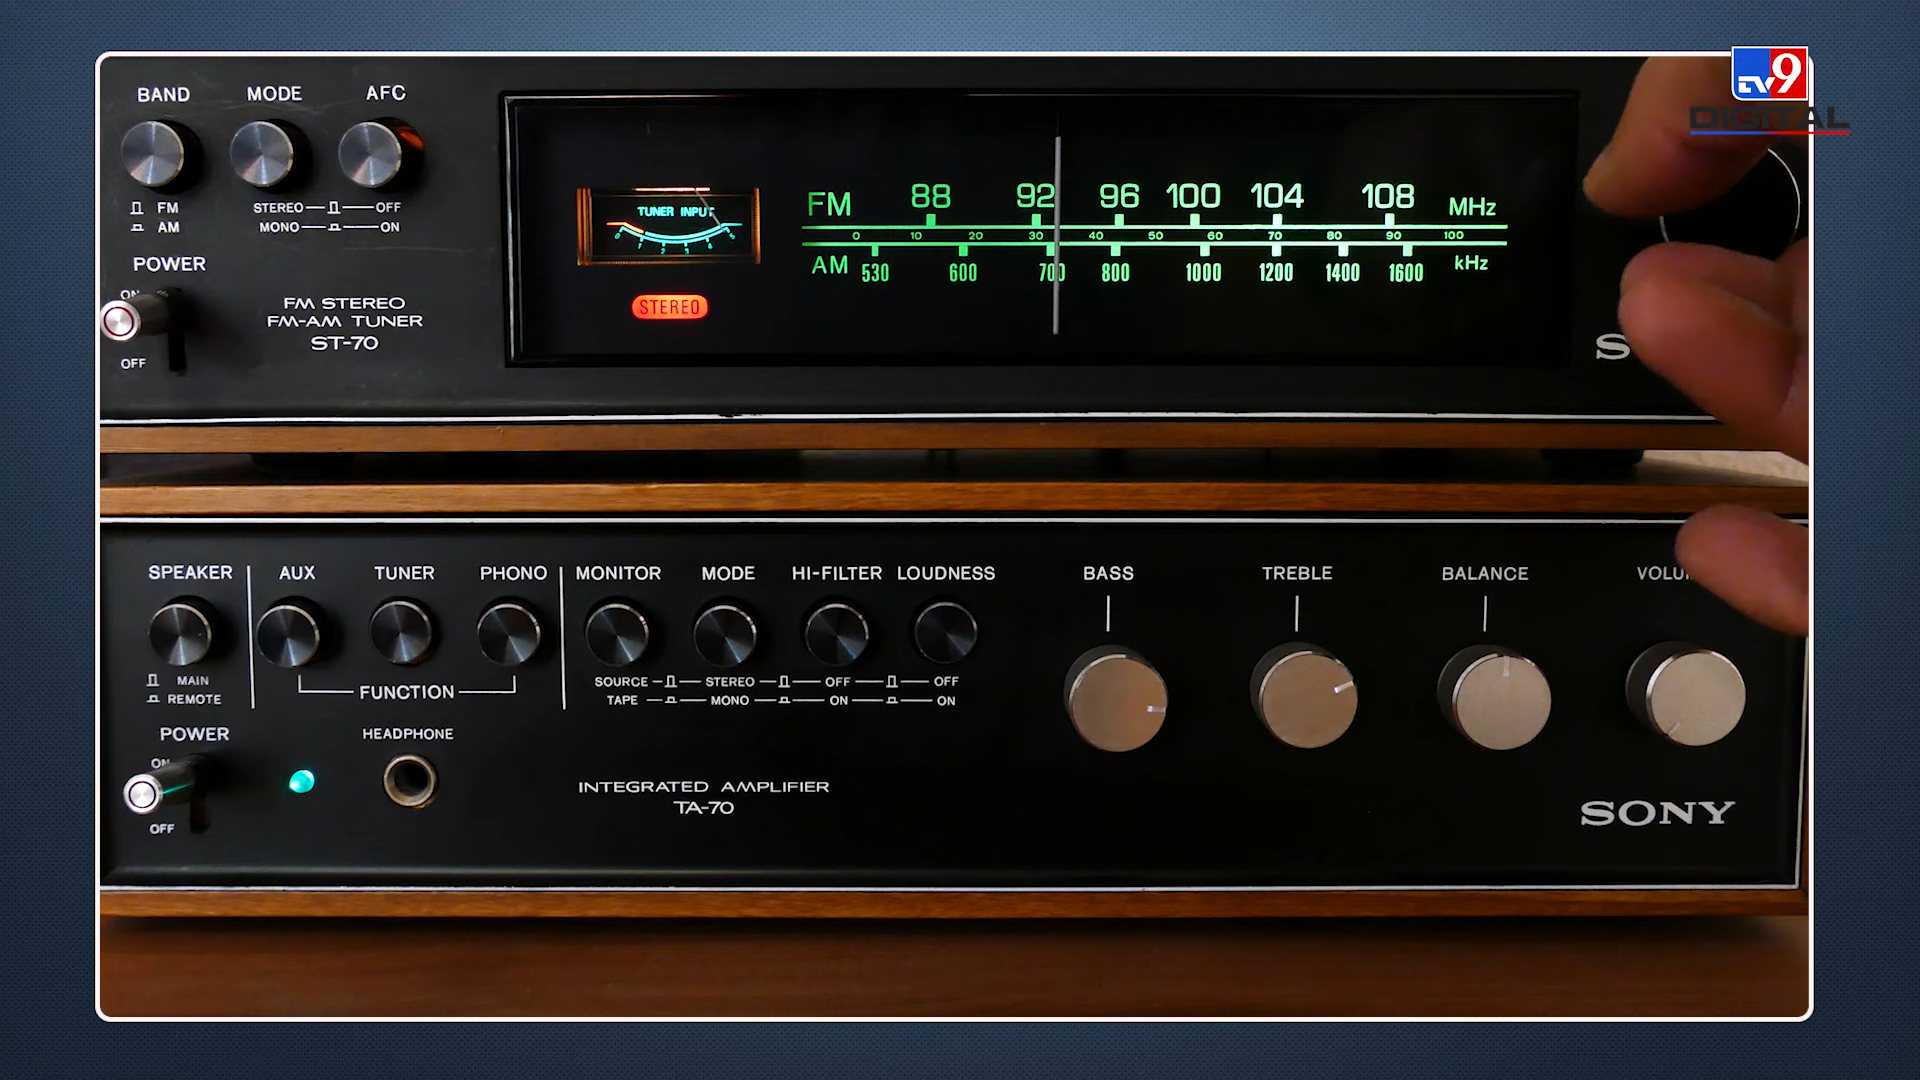 tv9
DIGITAL
BAND MODE AFC
FM STEREO OFF
AM MONO ON
POWER
ON
OFF
FM STEREO
FM-AM TUNER
ST-70
TUNER INPUT
STEREO
FM 88 92 96 100 104 108 MHz
0 10 20 30 40 50 60 70 80 90 100
AM 530 600 700 800 1000 1200 1400 1600 kHz
SPEAKER AUX TUNER PHONO MONITOR MODE HI-FILTER LOUDNESS BASS TREBLE BALANCE
MAIN SOURCE STEREO OFF OFF
REMOTE FUNCTION TAPE MONO ON ON
POWER HEADPHONE
ON
OFF
INTEGRATED AMPLIFIER
TA-70
SONY